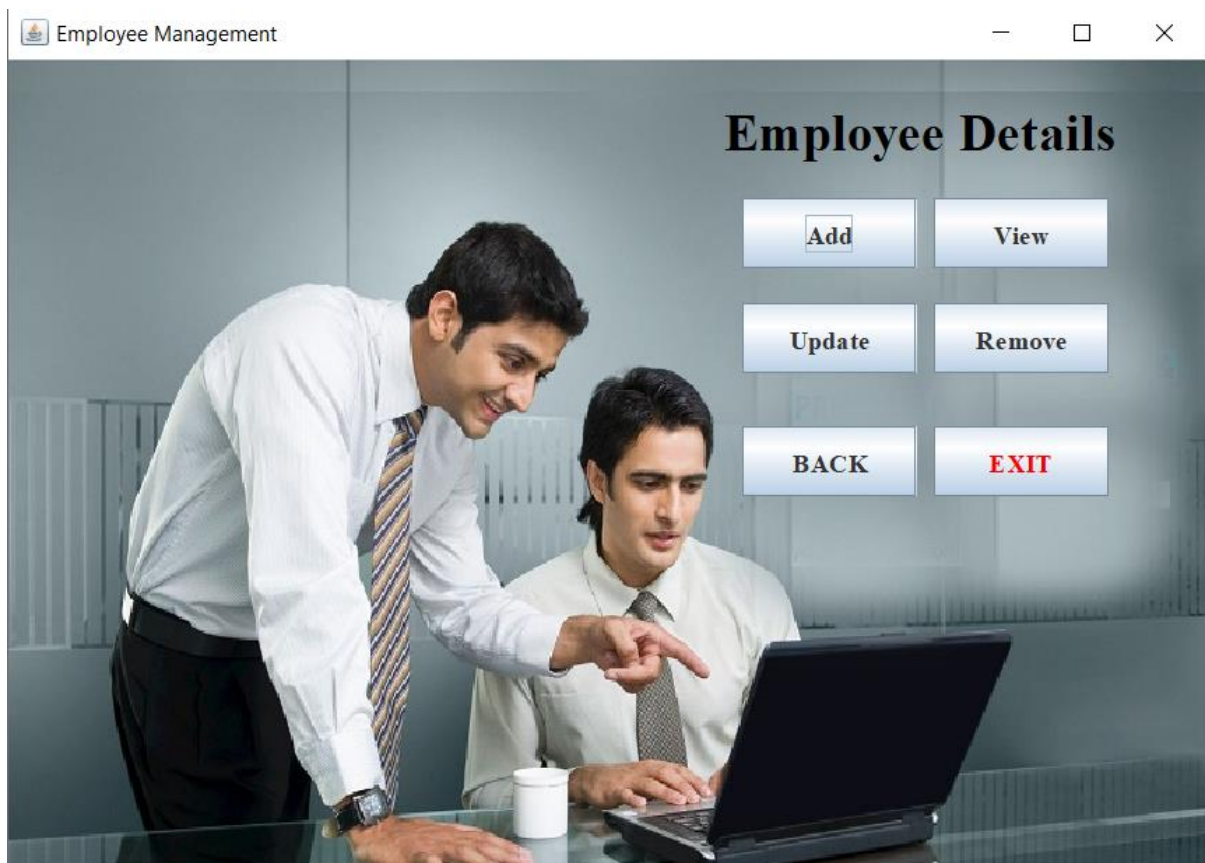 Employee Management
Employee Details
Add View
Update Remove
BACK EXIT